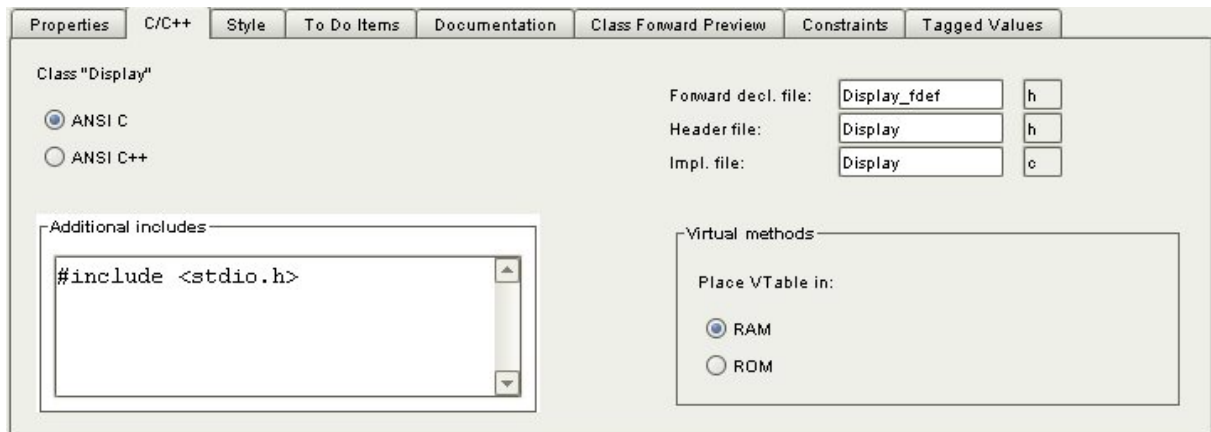 Properties C/C++ Style To Do Items Documentation Class Forward Preview Constraints Tagged Values
Class "Display"
ANSI C
ANSI C++
Forward decl. file: Display_fdef h
Header file: Display h
Impl. file: Display c
Additional includes
#include <stdio.h>
Virtual methods
Place VTable in:
RAM
ROM